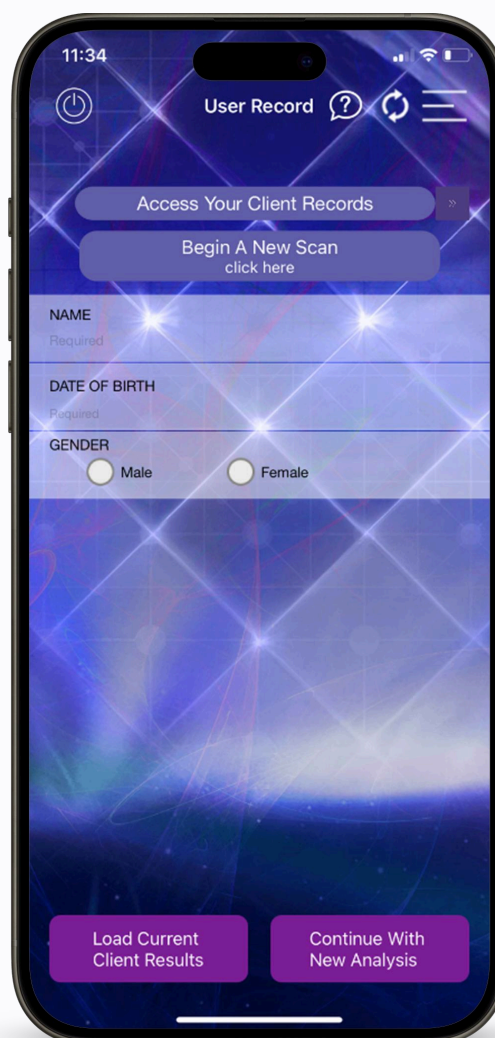 11:34
User Record
Access Your Client Records »
Begin A New Scan
click here
NAME
Required
DATE OF BIRTH
Required
GENDER
Male Female
Load Current Continue With
Client Results New Analysis